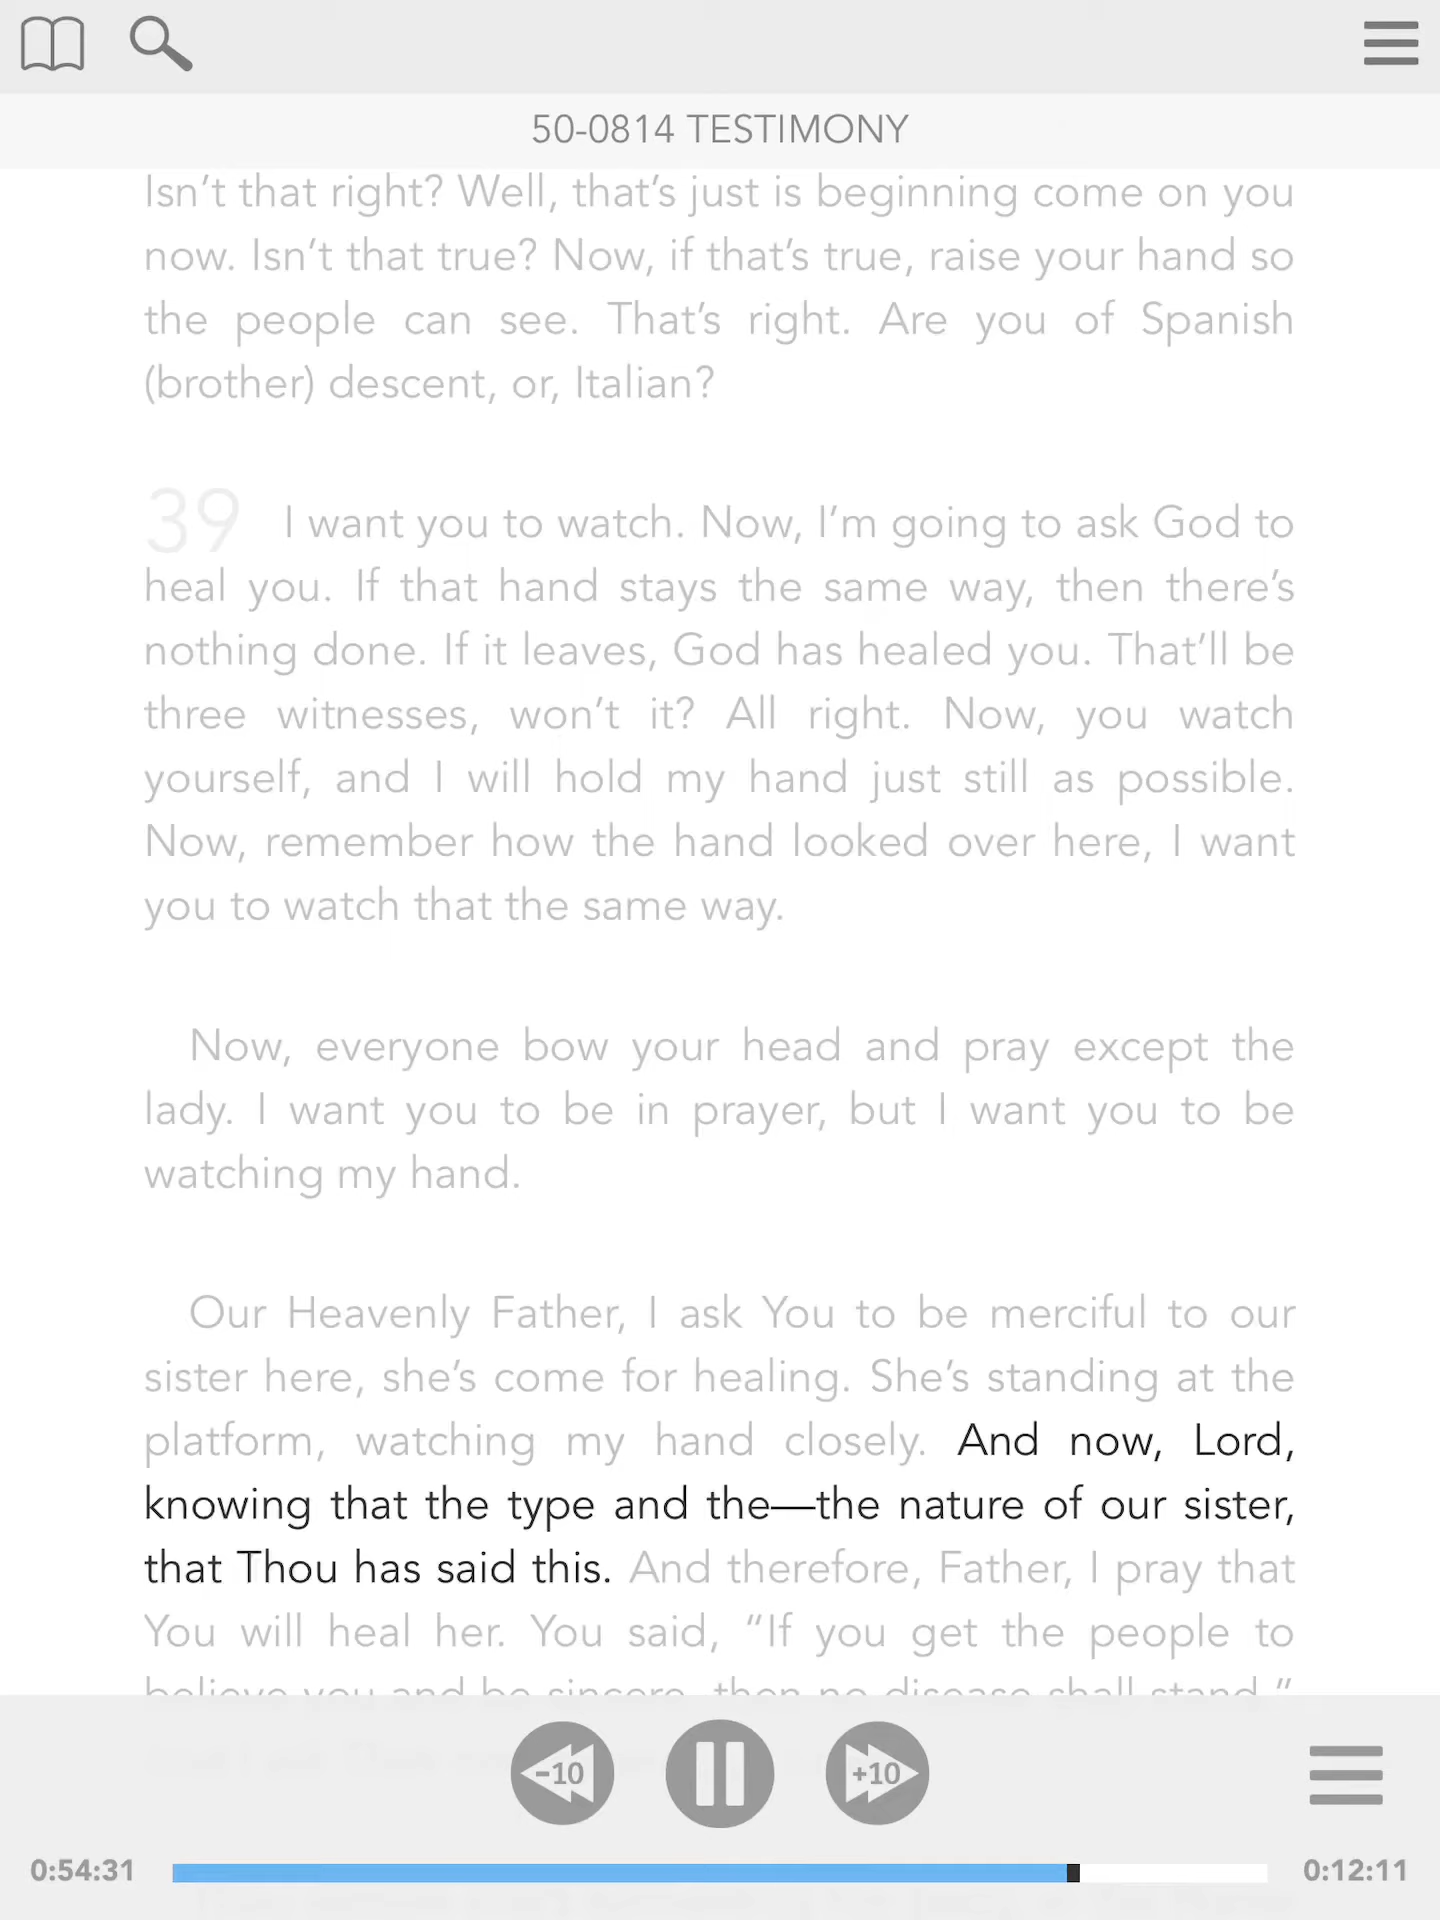 50-0814 TESTIMONY
Isn’t that right? Well, that’s just is beginning come on you
now. Isn’t that true? Now, if that’s true, raise your hand so
the people can see. That’s right. Are you of Spanish
(brother) descent, or, Italian?
39 I want you to watch. Now, I’m going to ask God to
heal you. If that hand stays the same way, then there’s
nothing done. If it leaves, God has healed you. That’ll be
three witnesses, won’t it? All right. Now, you watch
yourself, and I will hold my hand just still as possible.
Now, remember how the hand looked over here, I want
you to watch that the same way.
Now, everyone bow your head and pray except the
lady. I want you to be in prayer, but I want you to be
watching my hand.
Our Heavenly Father, I ask You to be merciful to our
sister here, she’s come for healing. She’s standing at the
platform, watching my hand closely. And now, Lord,
knowing that the type and the—the nature of our sister,
that Thou has said this. And therefore, Father, I pray that
You will heal her. You said, “If you get the people to
believe you and be sincere, then no disease shall stand.”
-10 +10
0:54:31 0:12:11